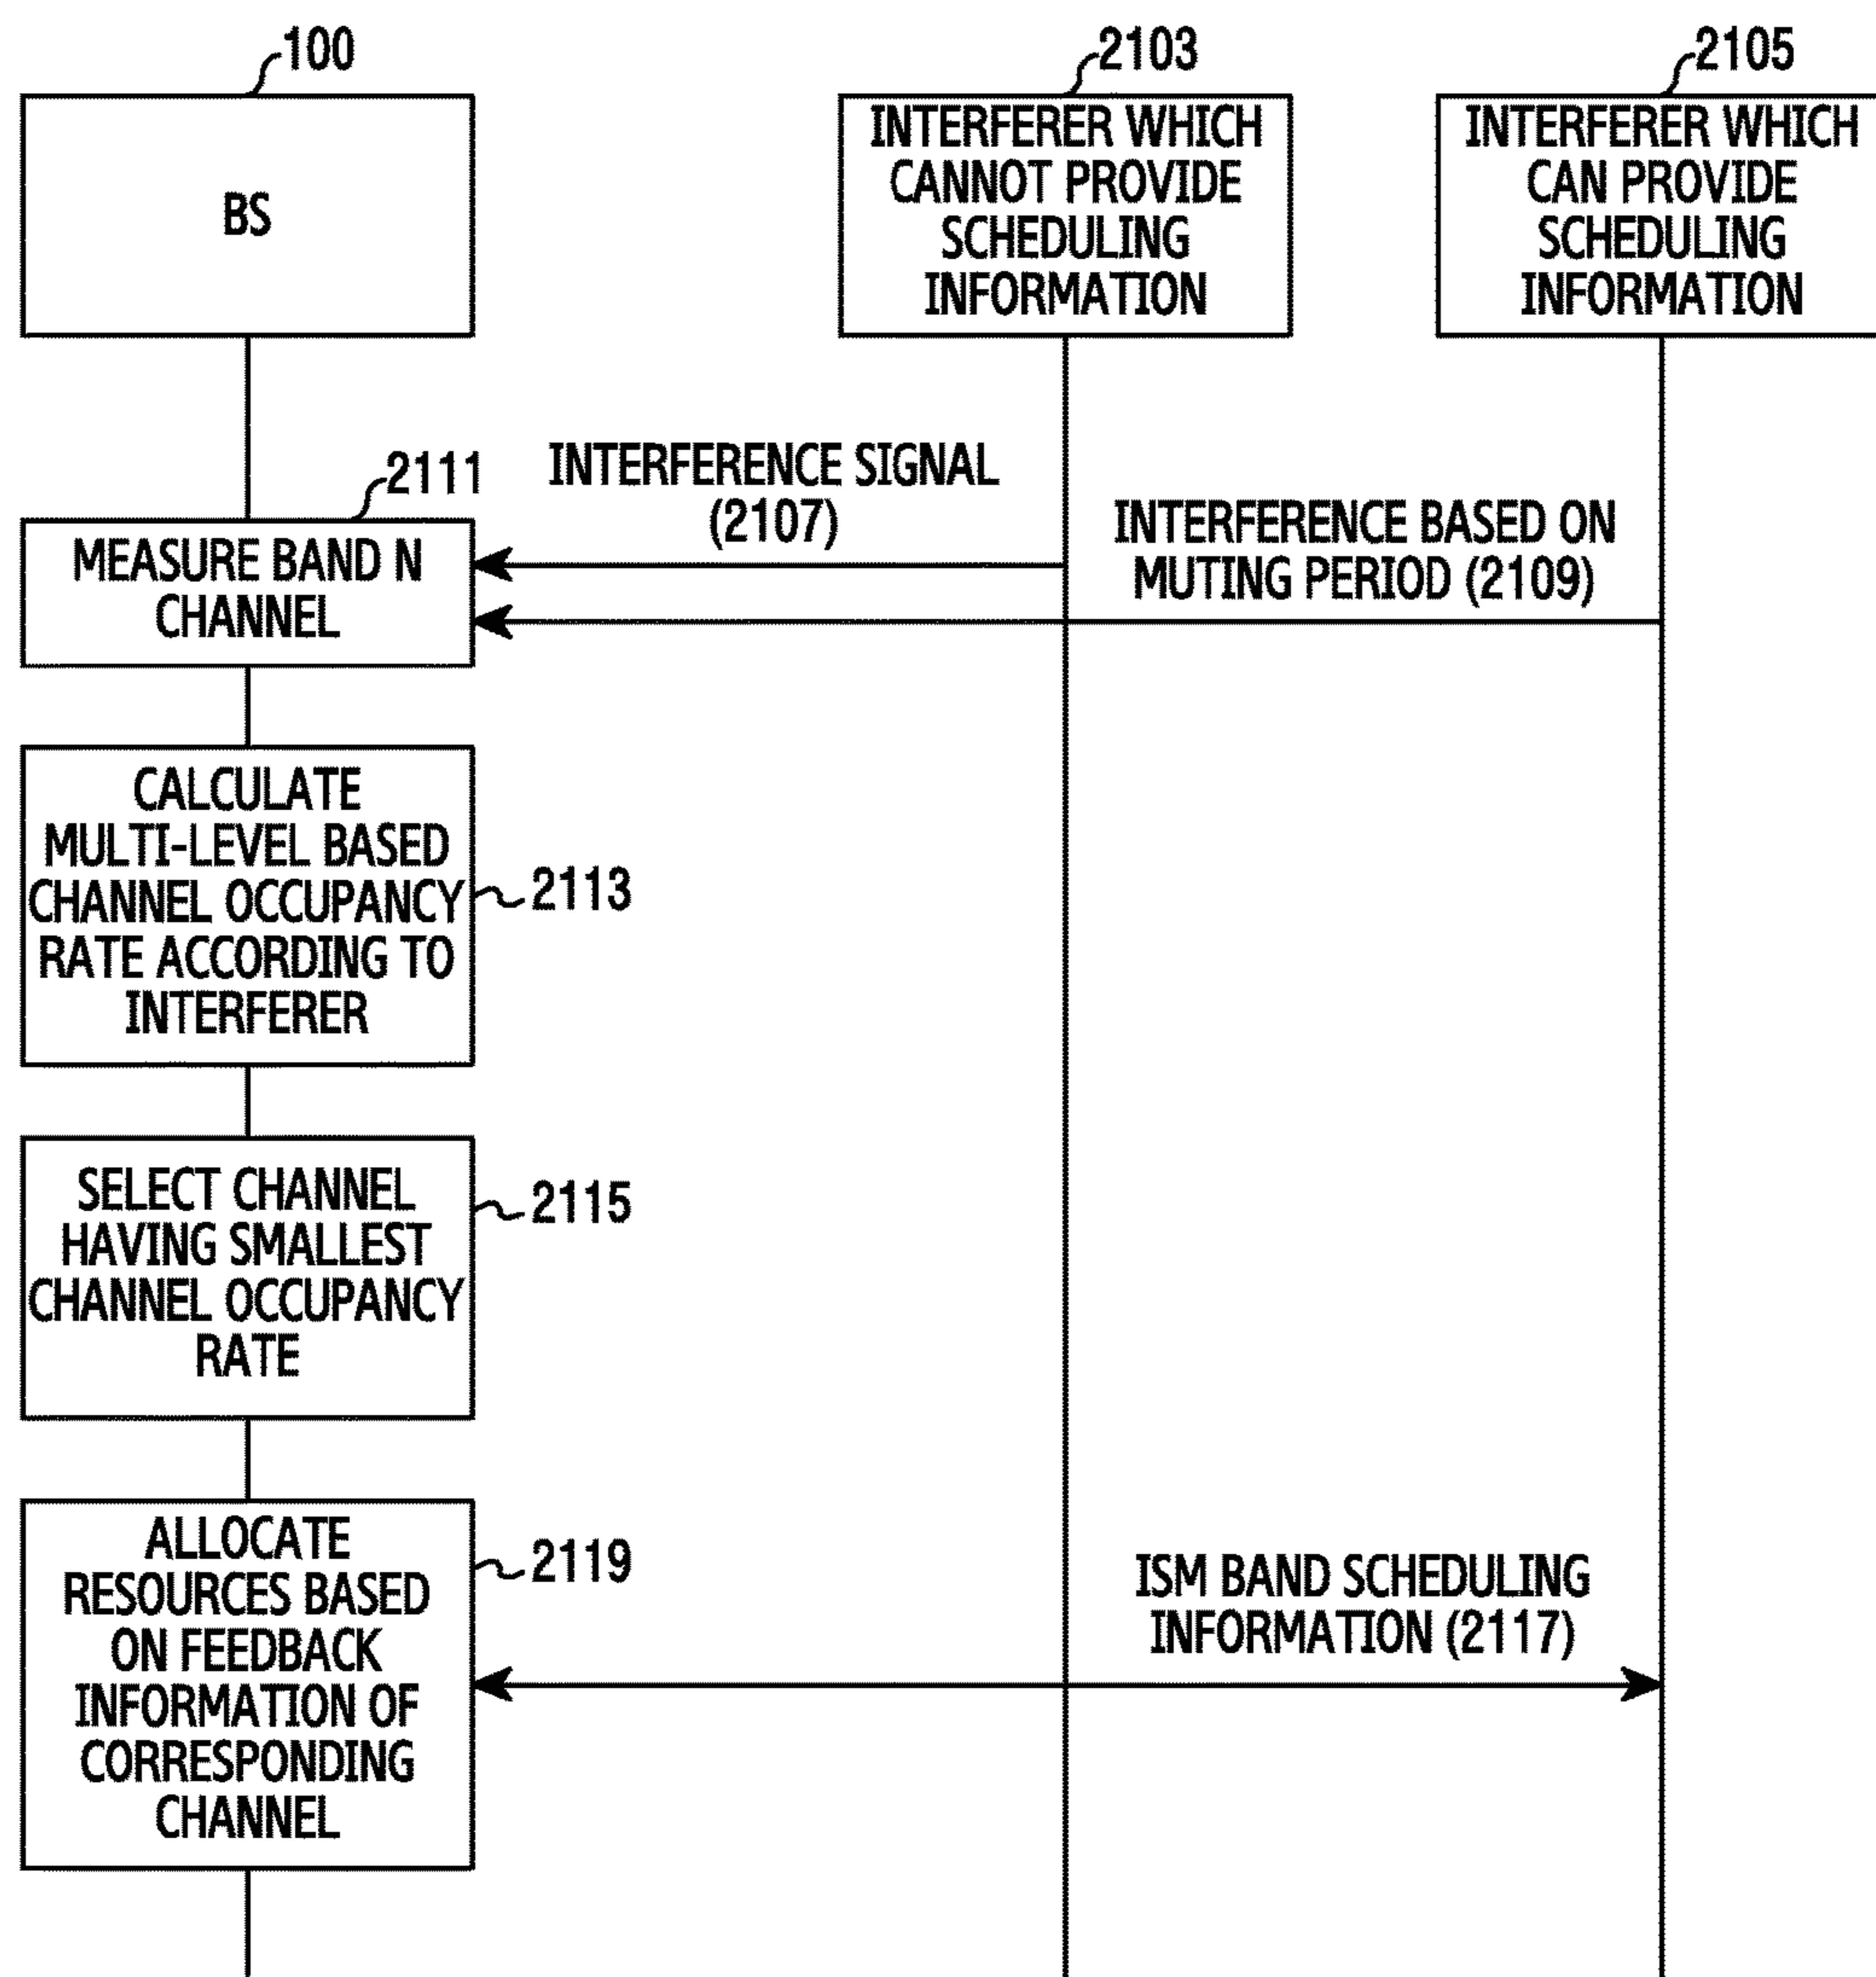 100
2103
2105
BS
INTERFERER WHICH
CANNOT PROVIDE
SCHEDULING
INFORMATION
INTERFERER WHICH
CAN PROVIDE
SCHEDULING
INFORMATION
2111
INTERFERENCE SIGNAL
(2107)
INTERFERENCE BASED ON
MUTING PERIOD (2109)
MEASURE BAND N
CHANNEL
CALCULATE
MULTI-LEVEL BASED
CHANNEL OCCUPANCY
RATE ACCORDING TO
INTERFERER
2113
SELECT CHANNEL
HAVING SMALLEST
CHANNEL OCCUPANCY
RATE
2115
ALLOCATE
RESOURCES BASED
ON FEEDBACK
INFORMATION OF
CORRESPONDING
CHANNEL
2119
ISM BAND SCHEDULING
INFORMATION (2117)